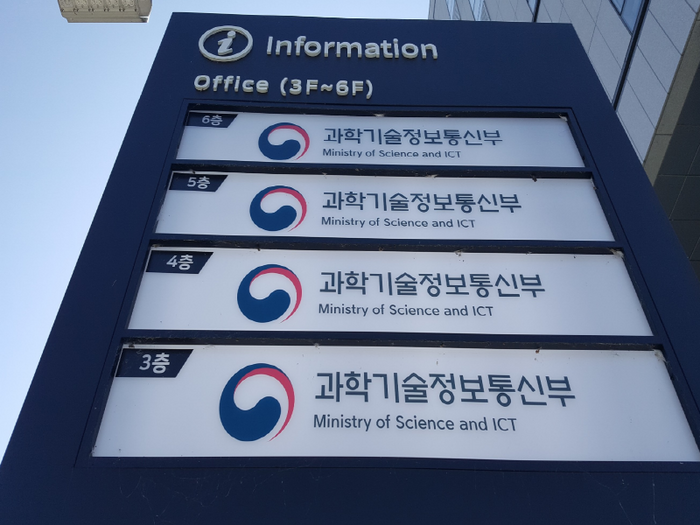 i Information
Office (3F~6F)
6층
과학기술정보통신부
Ministry of Science and ICT
5층
과학기술정보통신부
Ministry of Science and ICT
4층
과학기술정보통신부
Ministry of Science and ICT
3층
과학기술정보통신부
Ministry of Science and ICT